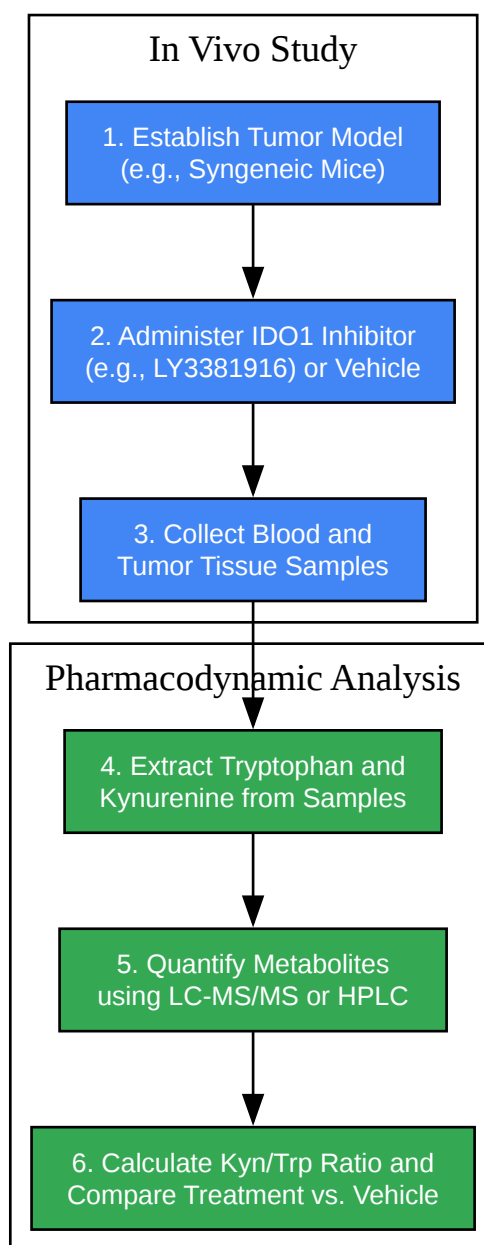 In Vivo Study
1. Establish Tumor Model
(e.g., Syngeneic Mice)
2. Administer IDO1 Inhibitor
(e.g., LY3381916) or Vehicle
3. Collect Blood and
Tumor Tissue Samples
Pharmacodynamic Analysis
4. Extract Tryptophan and
Kynurenine from Samples
5. Quantify Metabolites
using LC-MS/MS or HPLC
6. Calculate Kyn/Trp Ratio and
Compare Treatment vs. Vehicle